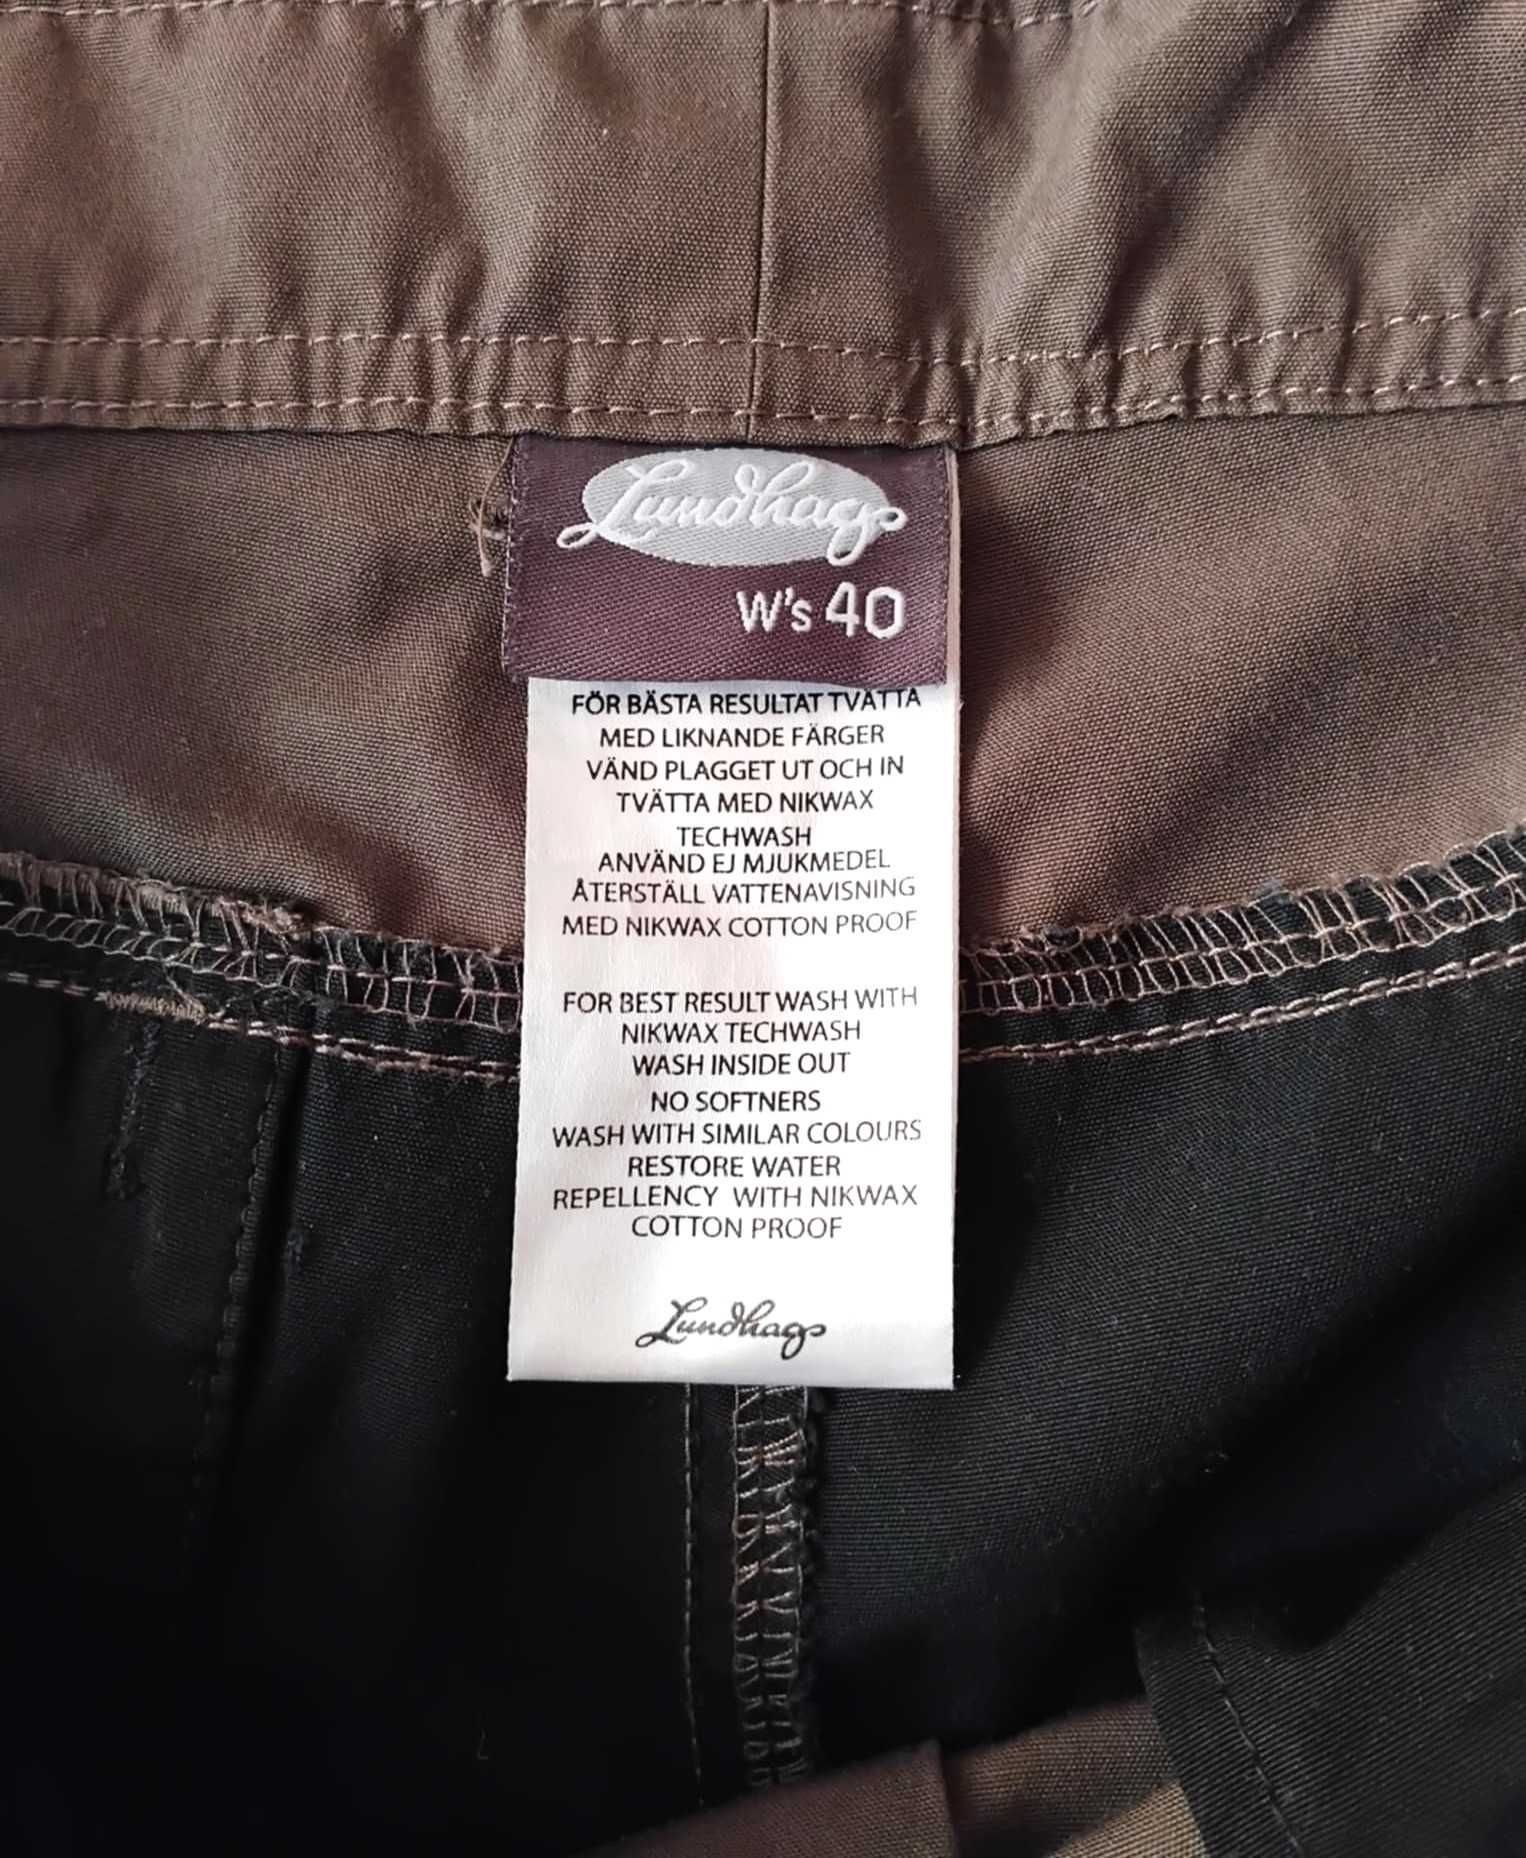 Lundhags
W's 40
FÖR BÄSTA RESULTAT TVÄTTA
MED LIKNANDE FÄRGER
VÄND PLAGGET UT OCH IN
TVÄTTA MED NIKWAX
TECHWASH
ANVÄND EJ MJUKMEDEL
ÅTERSTÄLL VATTENAVISNING
MED NIKWAX COTTON PROOF
FOR BEST RESULT WASH WITH
NIKWAX TECHWASH
WASH INSIDE OUT
NO SOFTNERS
WASH WITH SIMILAR COLOURS
RESTORE WATER
REPELLENCY WITH NIKWAX
COTTON PROOF
Lundhags